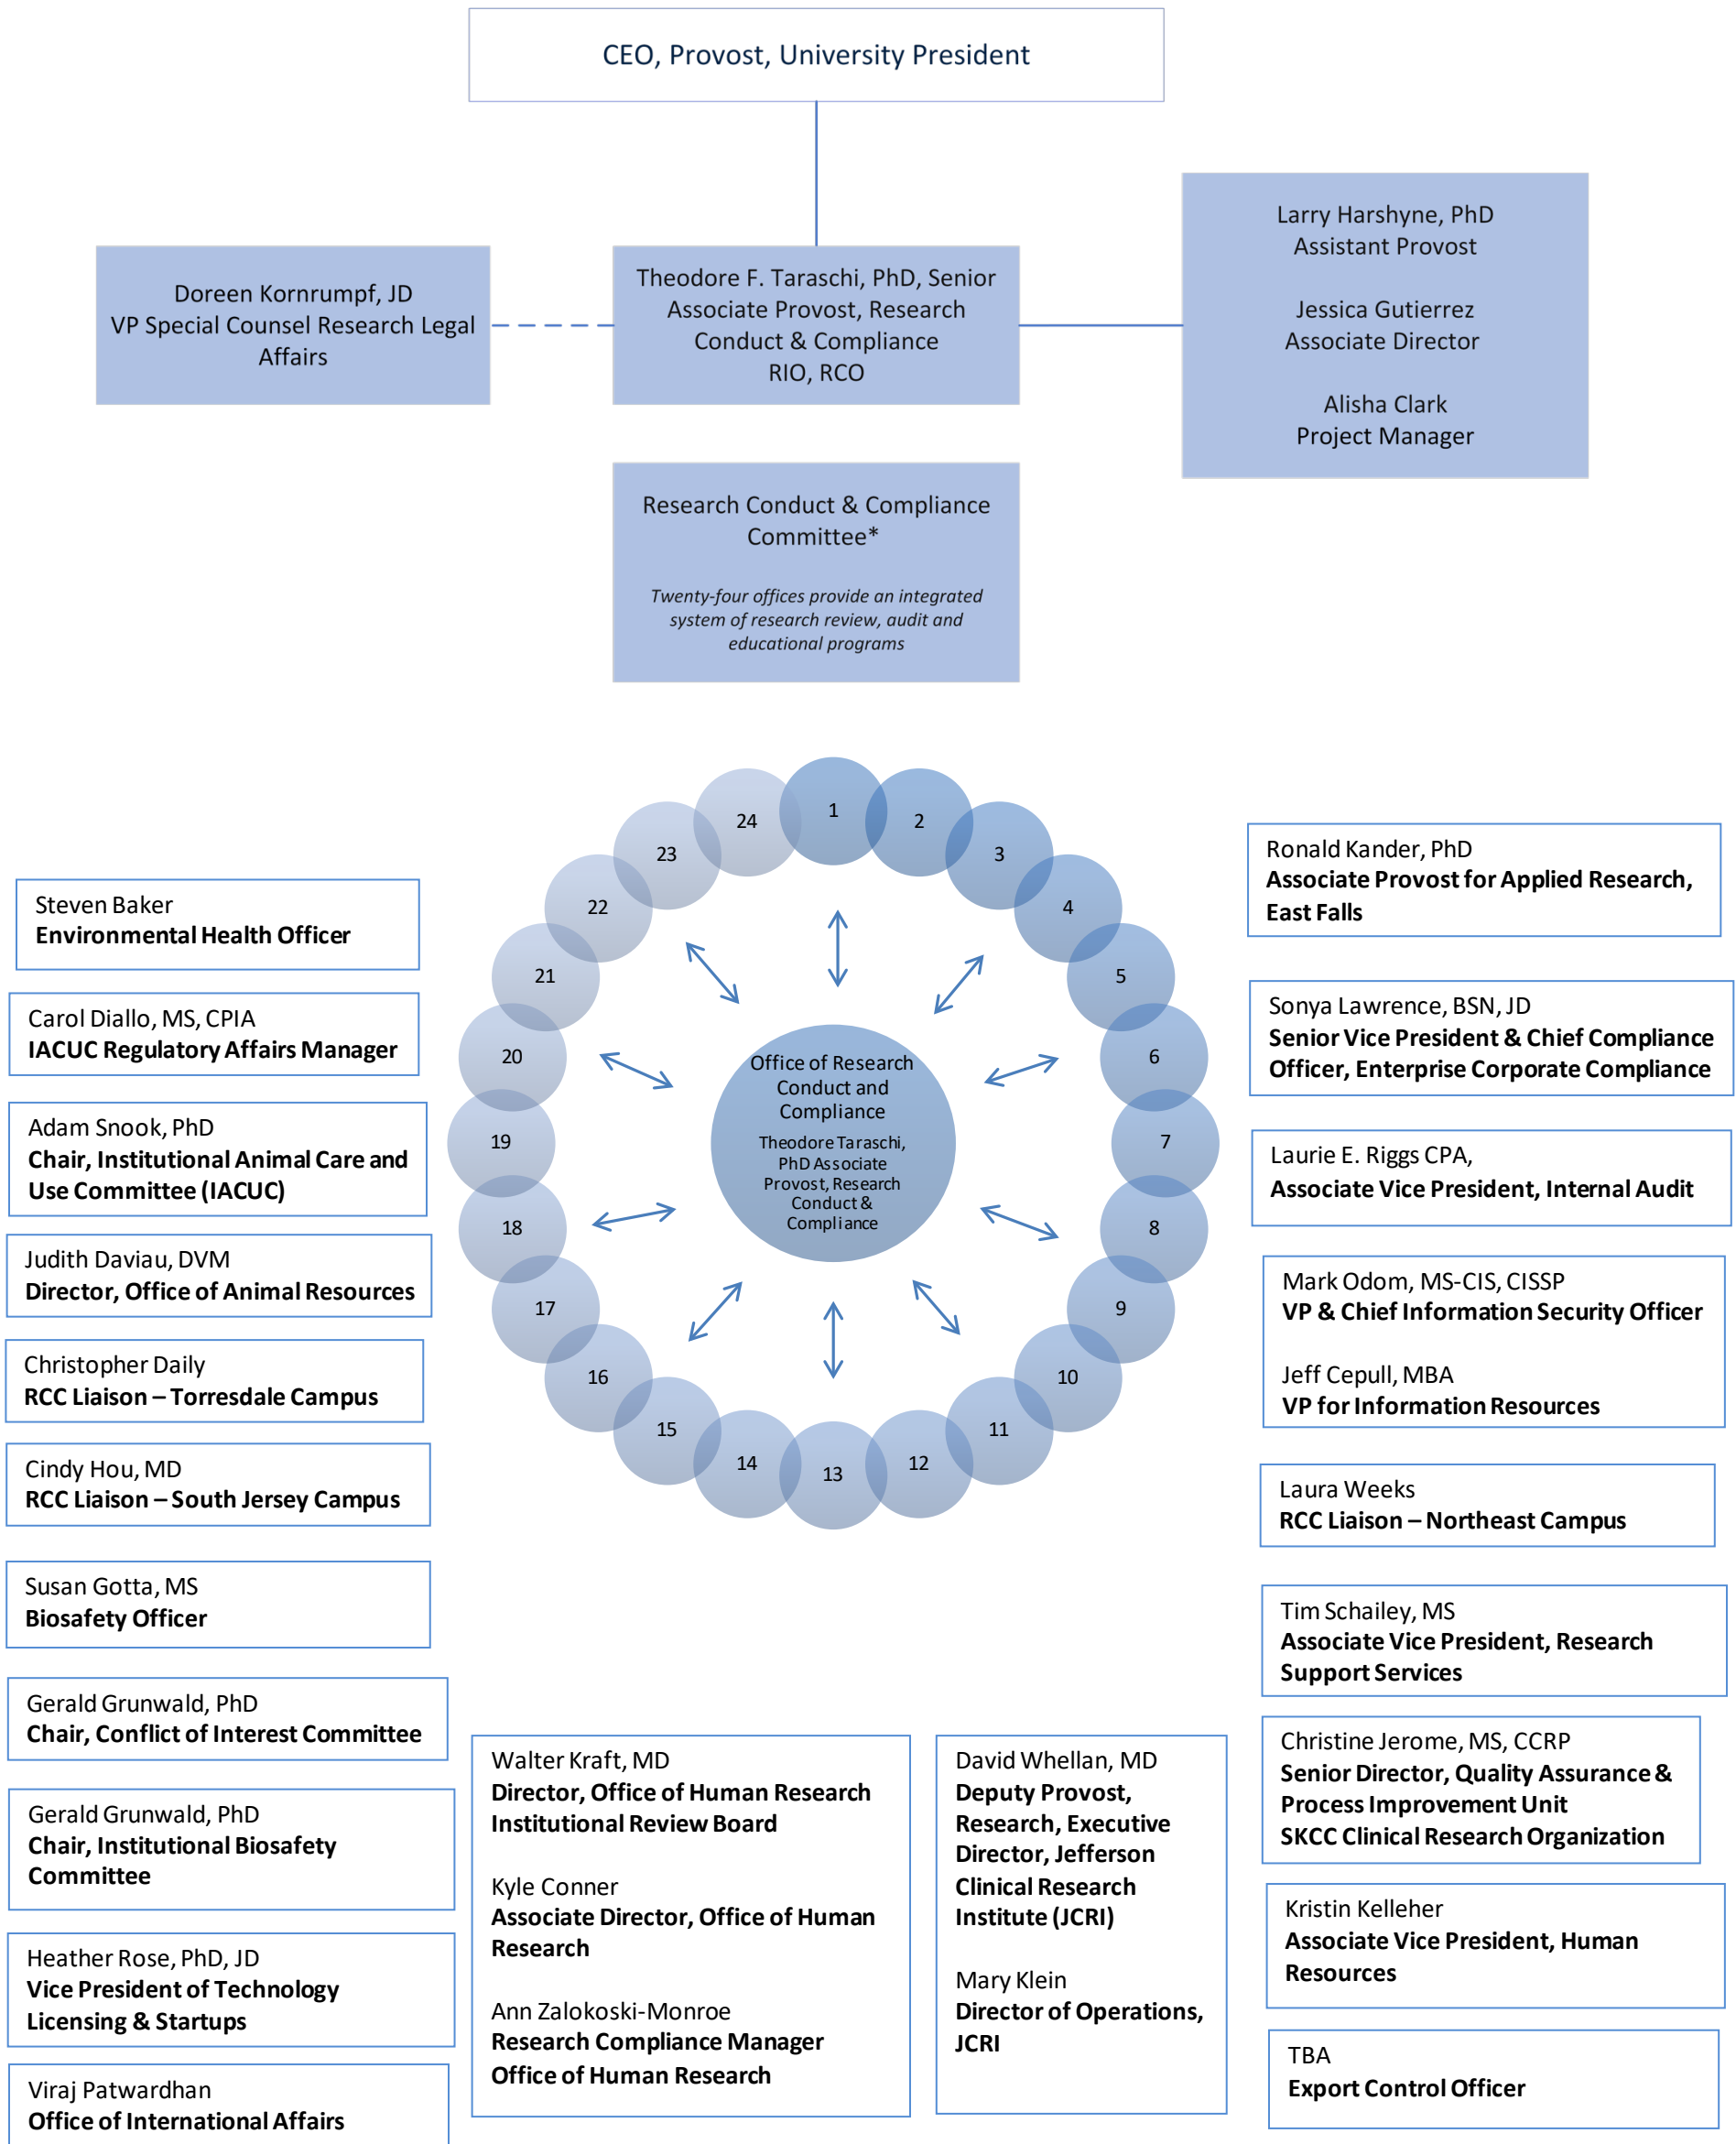 CEO, Provost, University President
Larry Harshyne, PhD
Assistant Provost
Jessica Gutierrez
Associate Director
Alisha Clark
Project Manager
Doreen Kornrumpf, JD
VP Special Counsel Research Legal
Affairs
Theodore F. Taraschi, PhD, Senior
Associate Provost, Research
Conduct & Compliance
RIO, RCO
Research Conduct & Compliance
Committee*
Twenty-four offices provide an integrated
system of research review, audit and
educational programs
1
2
3
4
5
6
7
8
9
10
11
12
13
14
15
16
17
18
19
20
21
22
23
24
Office of Research
Conduct and
Compliance
Theodore Taraschi,
PhD Associate
Provost, Research
Conduct &
Compliance
Steven Baker
Environmental Health Officer
Carol Diallo, MS, CPIA
IACUC Regulatory Affairs Manager
Adam Snook, PhD
Chair, Institutional Animal Care and
Use Committee (IACUC)
Judith Daviau, DVM
Director, Office of Animal Resources
Christopher Daily
RCC Liaison – Torresdale Campus
Cindy Hou, MD
RCC Liaison – South Jersey Campus
Susan Gotta, MS
Biosafety Officer
Gerald Grunwald, PhD
Chair, Conflict of Interest Committee
Gerald Grunwald, PhD
Chair, Institutional Biosafety
Committee
Heather Rose, PhD, JD
Vice President of Technology
Licensing & Startups
Viraj Patwardhan
Office of International Affairs
Walter Kraft, MD
Director, Office of Human Research
Institutional Review Board
Kyle Conner
Associate Director, Office of Human
Research
Ann Zalokoski-Monroe
Research Compliance Manager
Office of Human Research
David Whellan, MD
Deputy Provost,
Research, Executive
Director, Jefferson
Clinical Research
Institute (JCRI)
Mary Klein
Director of Operations,
JCRI
Ronald Kander, PhD
Associate Provost for Applied Research,
East Falls
Sonya Lawrence, BSN, JD
Senior Vice President & Chief Compliance
Officer, Enterprise Corporate Compliance
Laurie E. Riggs CPA,
Associate Vice President, Internal Audit
Mark Odom, MS-CIS, CISSP
VP & Chief Information Security Officer
Jeff Cepull, MBA
VP for Information Resources
Laura Weeks
RCC Liaison – Northeast Campus
Tim Schailey, MS
Associate Vice President, Research
Support Services
Christine Jerome, MS, CCRP
Senior Director, Quality Assurance &
Process Improvement Unit
SKCC Clinical Research Organization
Kristin Kelleher
Associate Vice President, Human
Resources
TBA
Export Control Officer